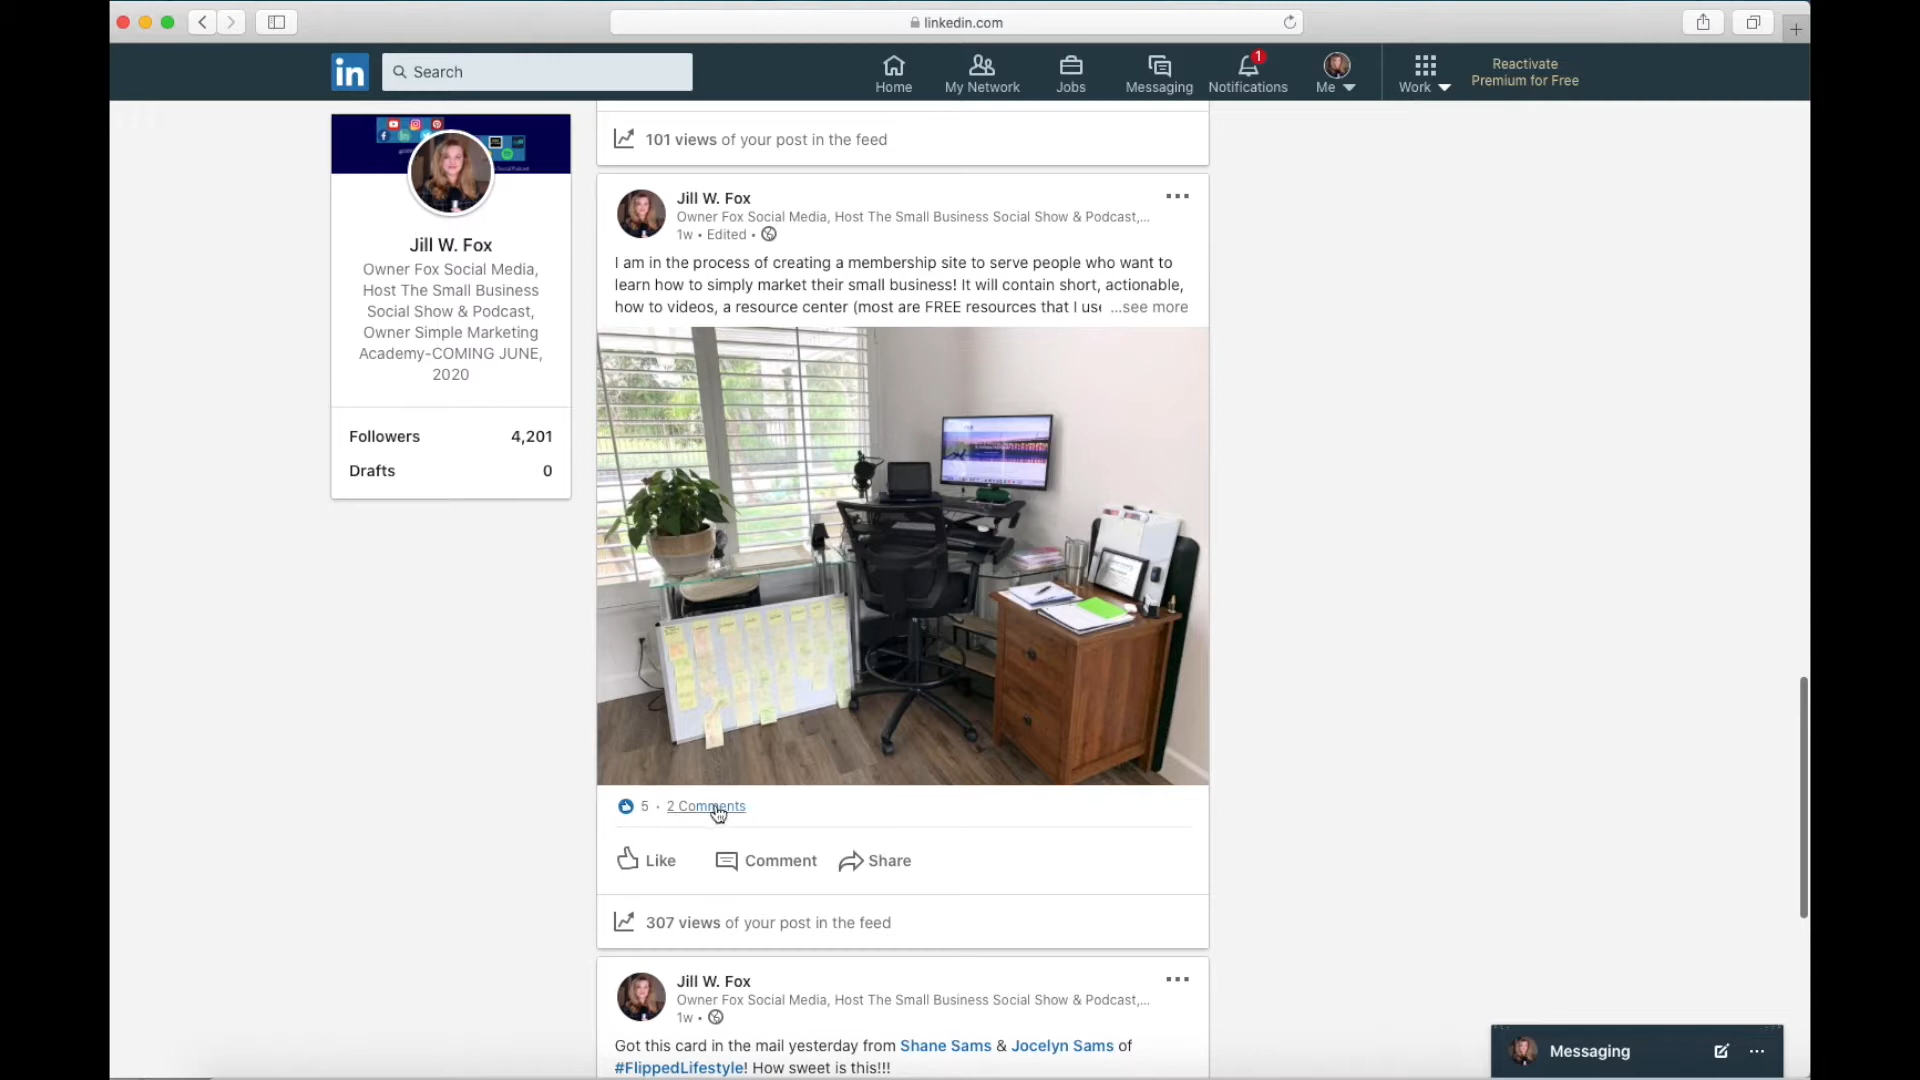 linkedin.com
in
Search
Home
My Network
Jobs
Messaging
1
Notifications
Me
Work
Reactivate
Premium for Free
Jill W. Fox
Owner Fox Social Media,
Host The Small Business
Social Show & Podcast,
Owner Simple Marketing
Academy-COMING JUNE,
2020
Followers 4,201
Drafts 0
101 views of your post in the feed
Jill W. Fox
Owner Fox Social Media, Host The Small Business Social Show & Podcast,...
1w • Edited •
I am in the process of creating a membership site to serve people who want to
learn how to simply market their small business! It will contain short, actionable,
how to videos, a resource center (most are FREE resources that I use ...see more
5 · 2 Comments
Like Comment Share
307 views of your post in the feed
Jill W. Fox
Owner Fox Social Media, Host The Small Business Social Show & Podcast,...
1w •
Got this card in the mail yesterday from Shane Sams & Jocelyn Sams of
#FlippedLifestyle! How sweet is this!!!
Messaging